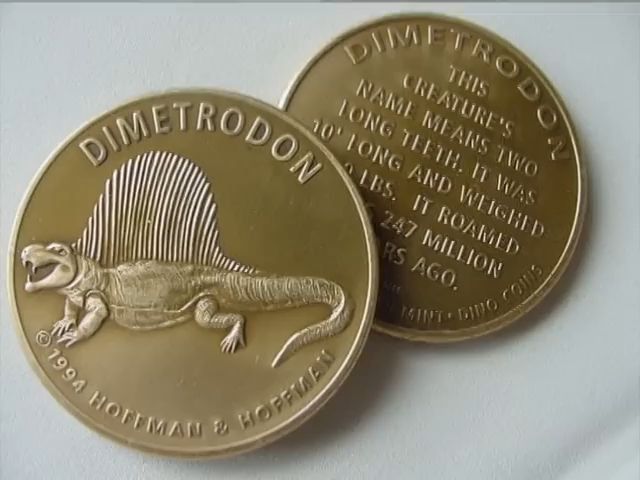 DIMETRODON
© 1994 HOFFMAN & HOFFMAN
DIMETRODON
THIS
CREATURE'S
NAME MEANS TWO
LONG TEETH. IT WAS
10' LONG AND WEIGHED
LBS. IT ROAMED
247 MILLION
AGO.
MINT · DINO COINS